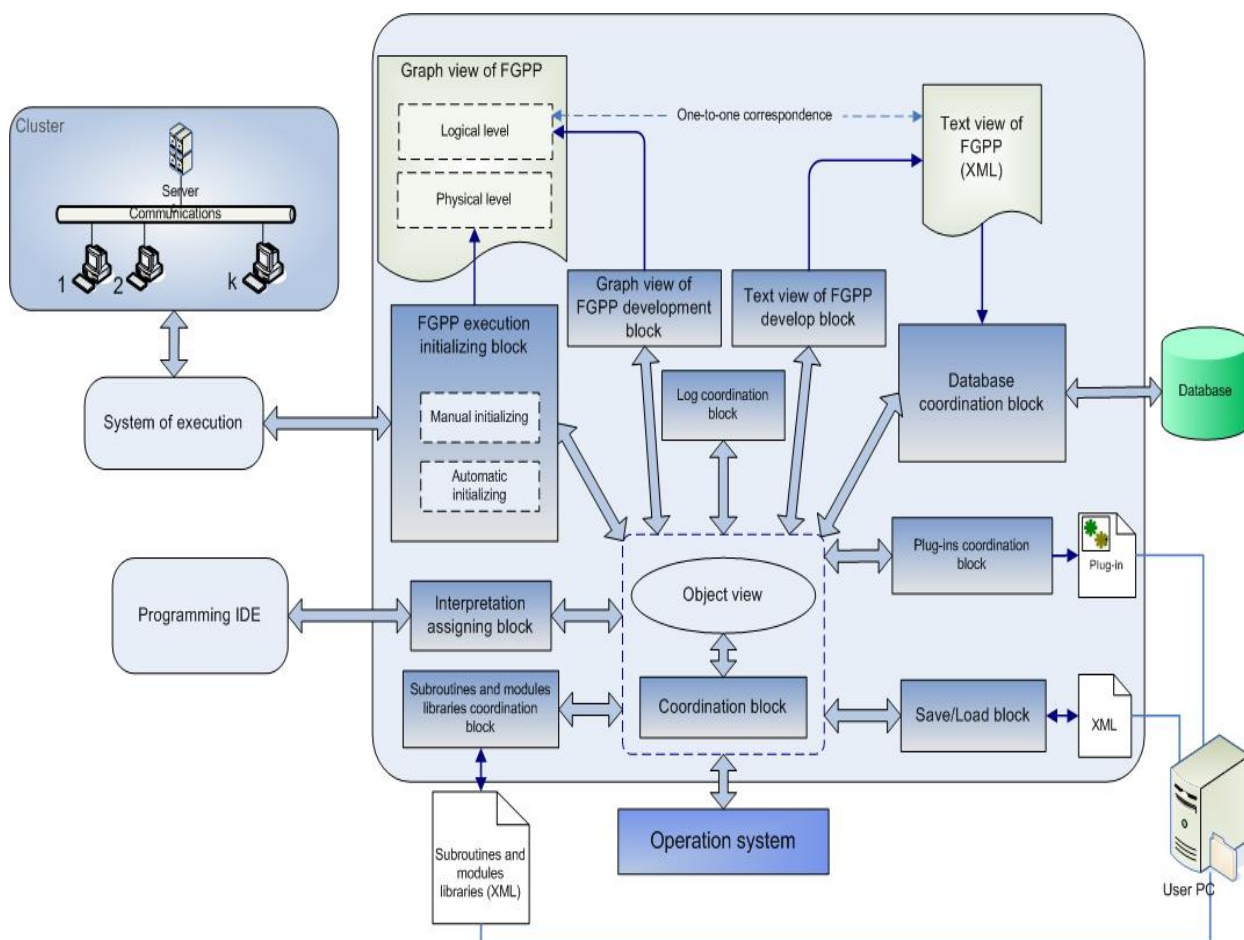 Graph view of FGPP
Logical level
Physical level
One-to-one correspondence
Text view of
FGPP
(XML)
Cluster
Server
Communications
1
2
k
Graph view of
FGPP development
block
Text view of FGPP
develop block
FGPP execution
initializing block
Manual initializing
Automatic
initializing
Log coordination
block
Database
coordination block
Database
System of execution
Plug-ins coordination
block
Plug-in
Programming IDE
Interpretation
assigning block
Object view
Subroutines and modules
libraries coordination
block
Coordination block
Save/Load block
XML
Subroutines and
modules
libraries (XML)
Operation system
User PC